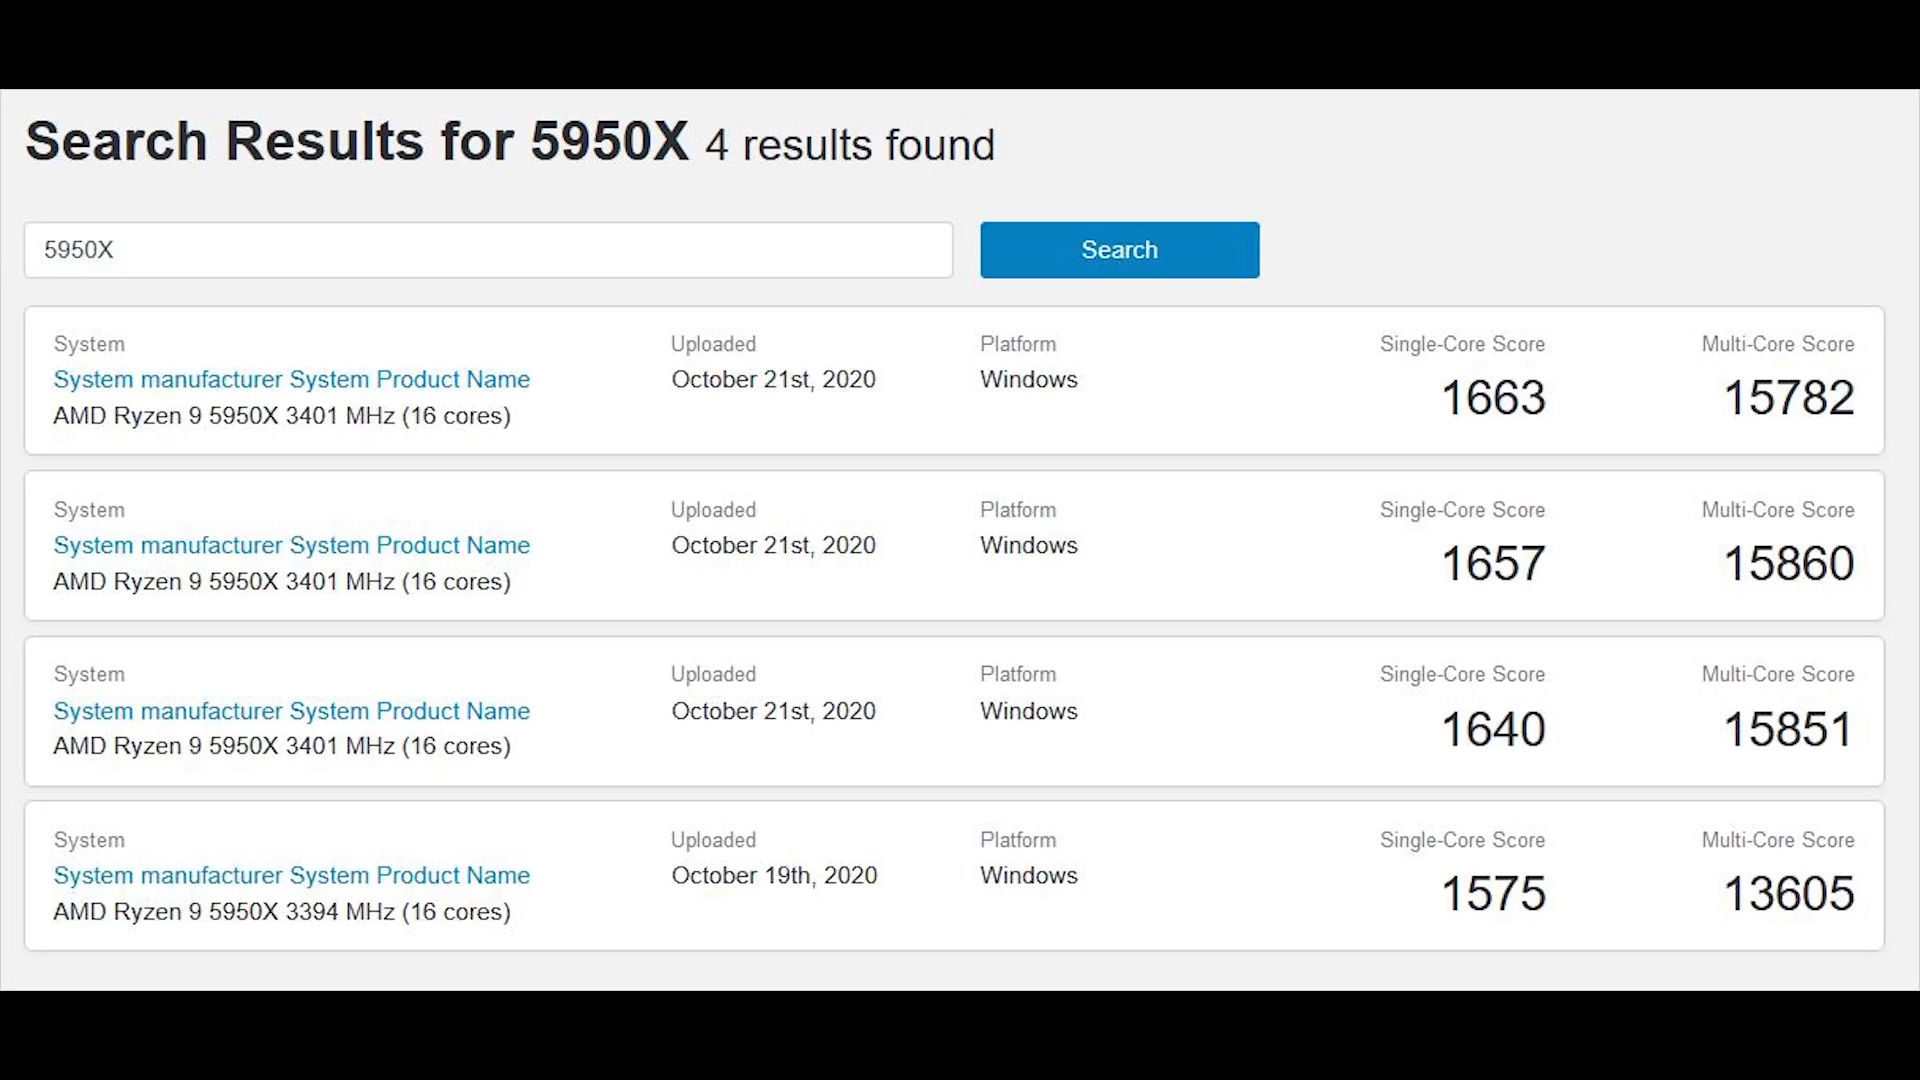 Search Results for 5950X 4 results found
5950X
Search
System Uploaded Platform Single-Core Score Multi-Core Score
System manufacturer System Product Name October 21st, 2020 Windows 1663 15782
AMD Ryzen 9 5950X 3401 MHz (16 cores)
System Uploaded Platform Single-Core Score Multi-Core Score
System manufacturer System Product Name October 21st, 2020 Windows 1657 15860
AMD Ryzen 9 5950X 3401 MHz (16 cores)
System Uploaded Platform Single-Core Score Multi-Core Score
System manufacturer System Product Name October 21st, 2020 Windows 1640 15851
AMD Ryzen 9 5950X 3401 MHz (16 cores)
System Uploaded Platform Single-Core Score Multi-Core Score
System manufacturer System Product Name October 19th, 2020 Windows 1575 13605
AMD Ryzen 9 5950X 3394 MHz (16 cores)